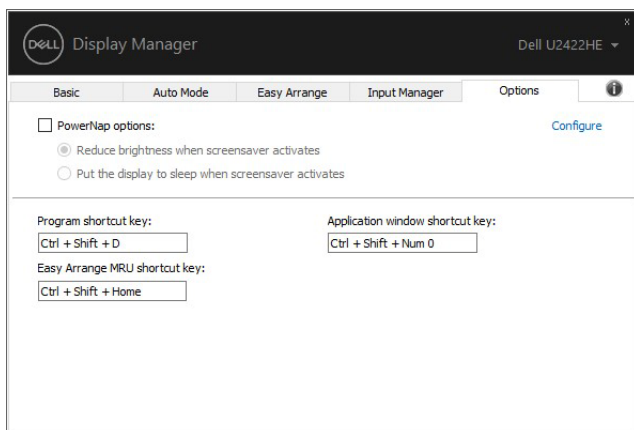 x
DELL Display Manager Dell U2422HE
Basic Auto Mode Easy Arrange Input Manager Options i
PowerNap options: Configure
Reduce brightness when screensaver activates
Put the display to sleep when screensaver activates
Program shortcut key: Application window shortcut key:
Ctrl + Shift + D Ctrl + Shift + Num 0
Easy Arrange MRU shortcut key:
Ctrl + Shift + Home